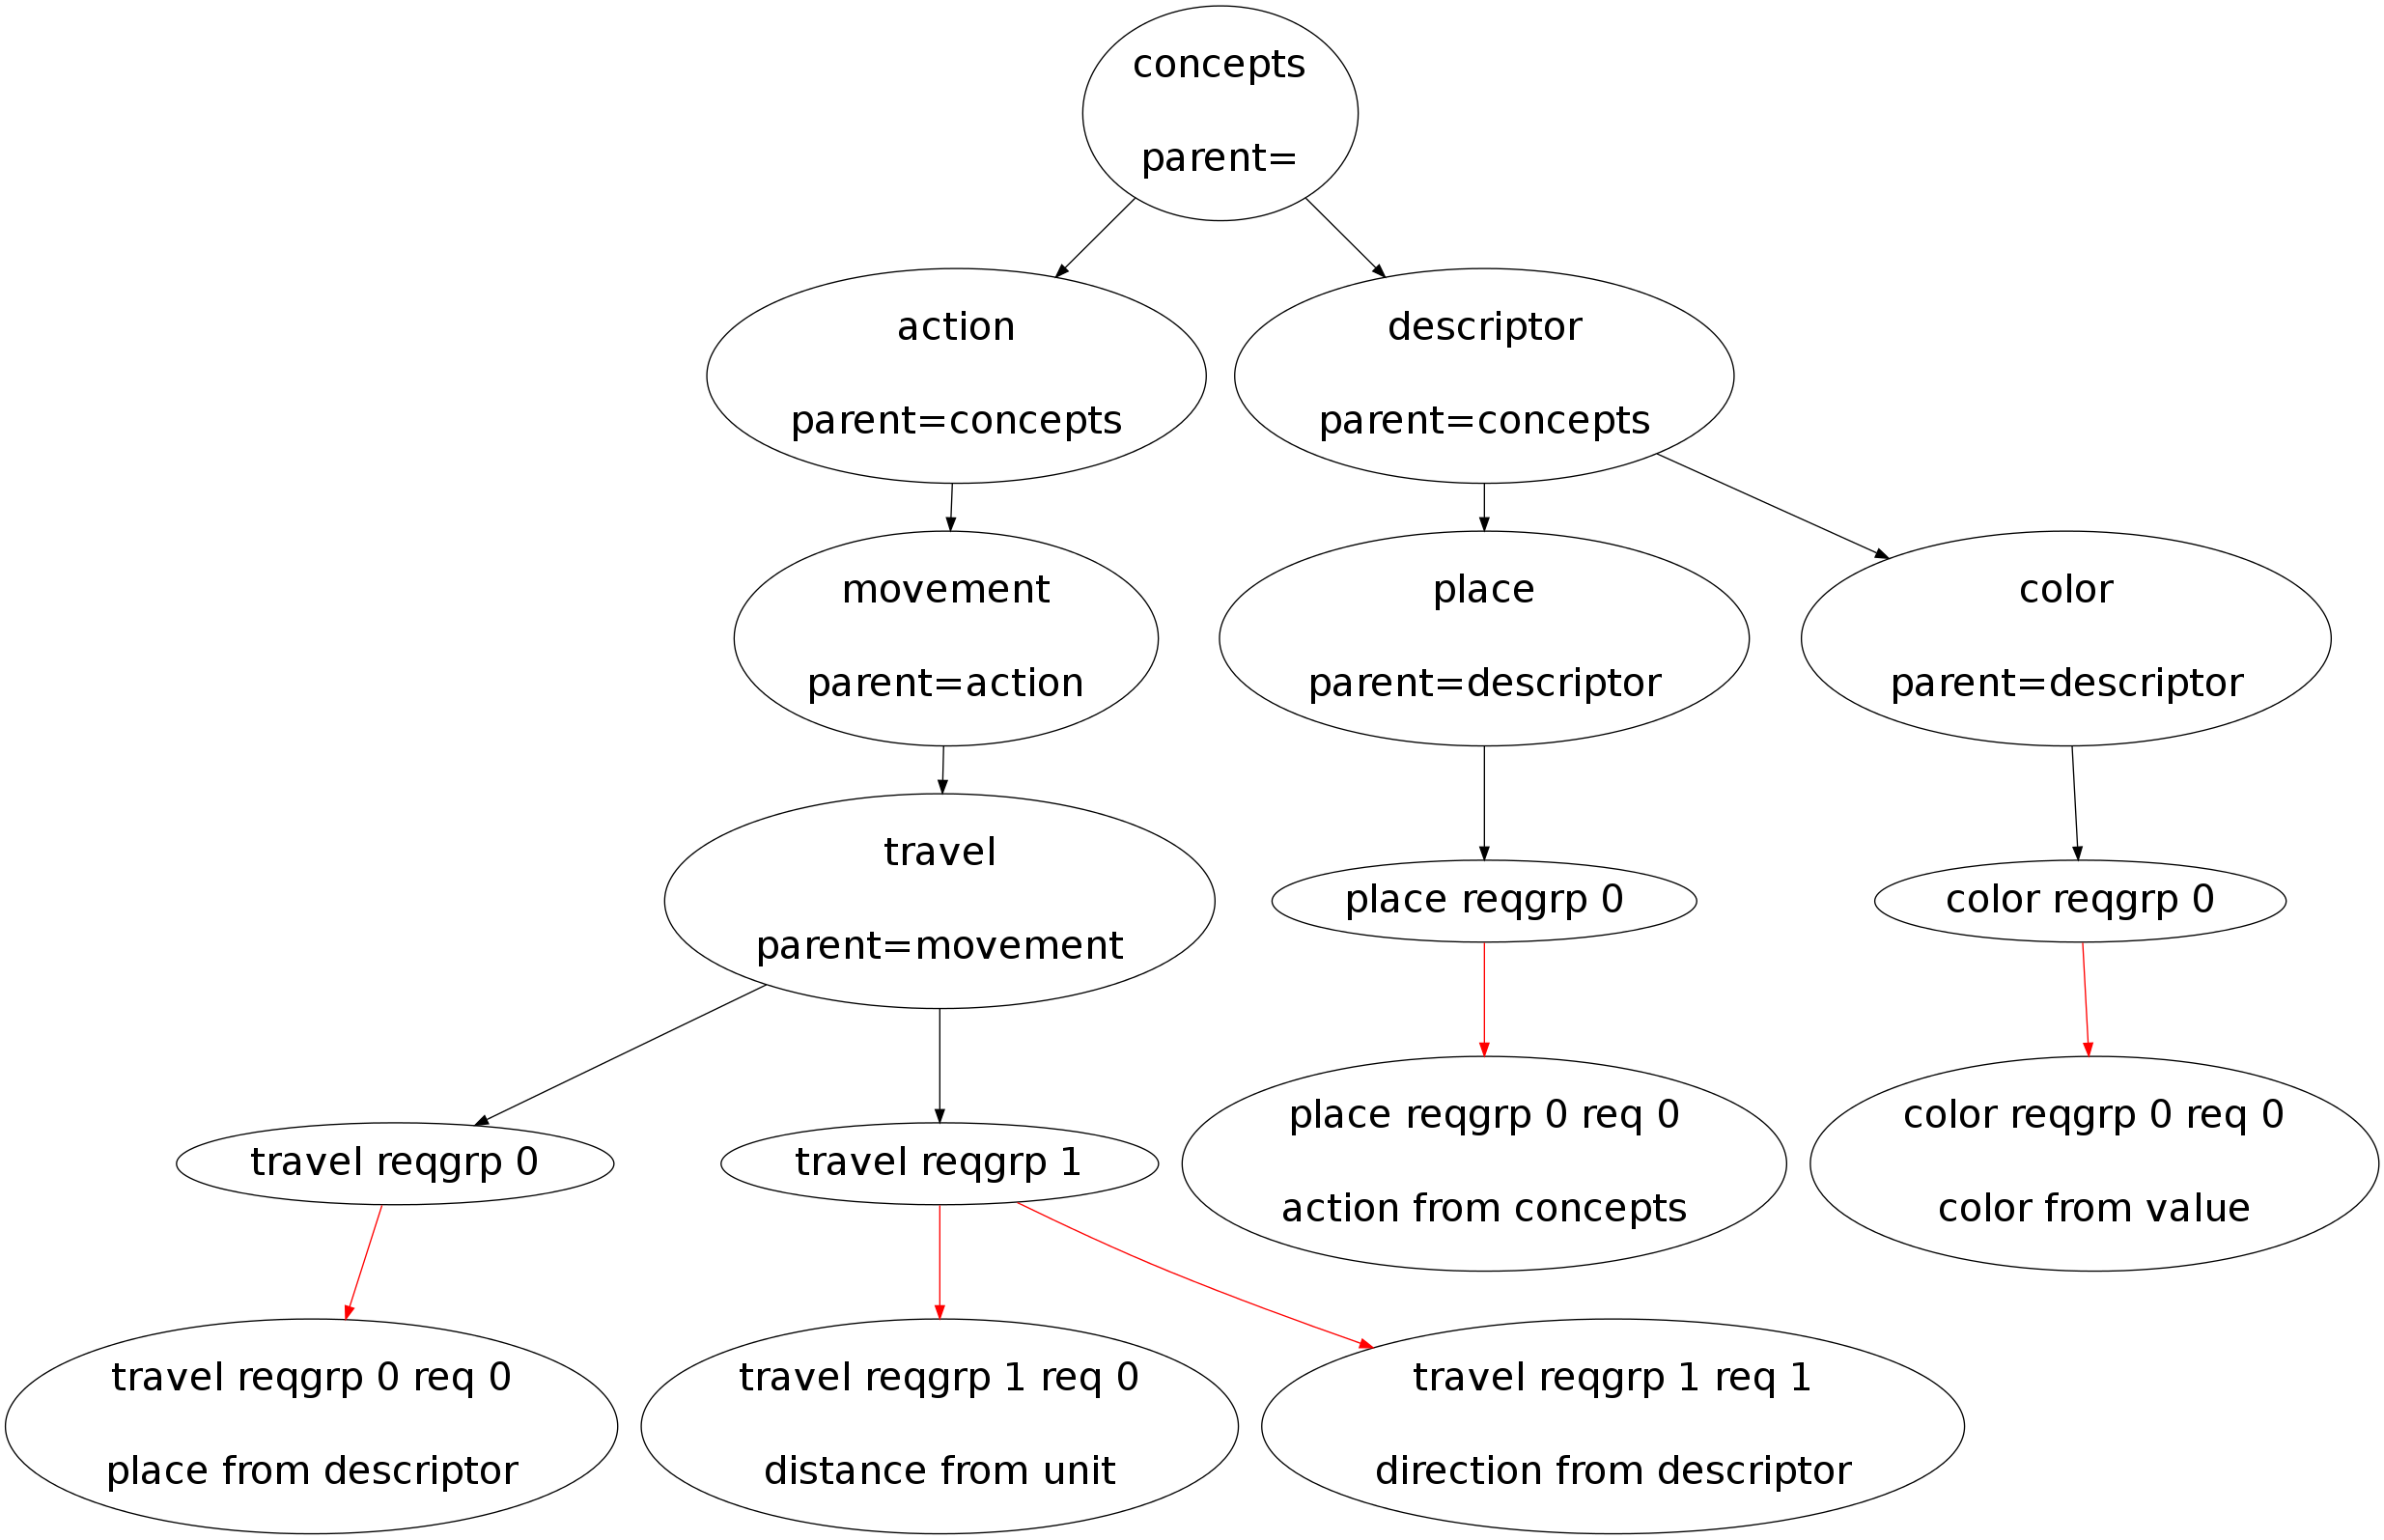 concepts
parent=
action
parent=concepts
descriptor
parent=concepts
movement
parent=action
place
parent=descriptor
color
parent=descriptor
travel
parent=movement
place reqgrp 0
color reqgrp 0
travel reqgrp 0
travel reqgrp 1
place reqgrp 0 req 0
action from concepts
color reqgrp 0 req 0
color from value
travel reqgrp 0 req 0
place from descriptor
travel reqgrp 1 req 0
distance from unit
travel reqgrp 1 req 1
direction from descriptor